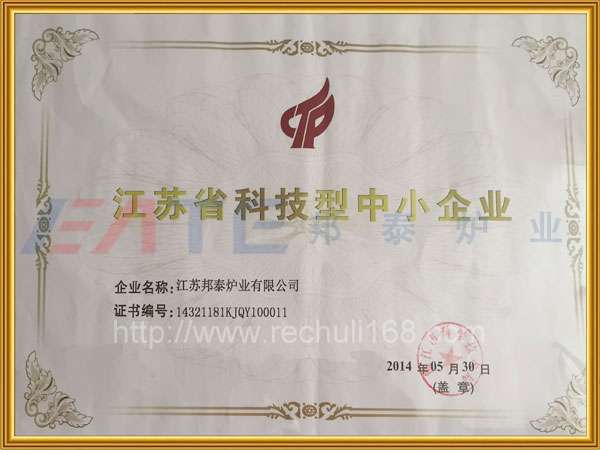 CTP
江苏省科技型中小企业
EATE 邦泰炉业
企业名称:江苏邦泰炉业有限公司
证书编号:14321181KJQY100011
http://www.rechuli168.com
2014 年 05 月 30 日
(盖 章)